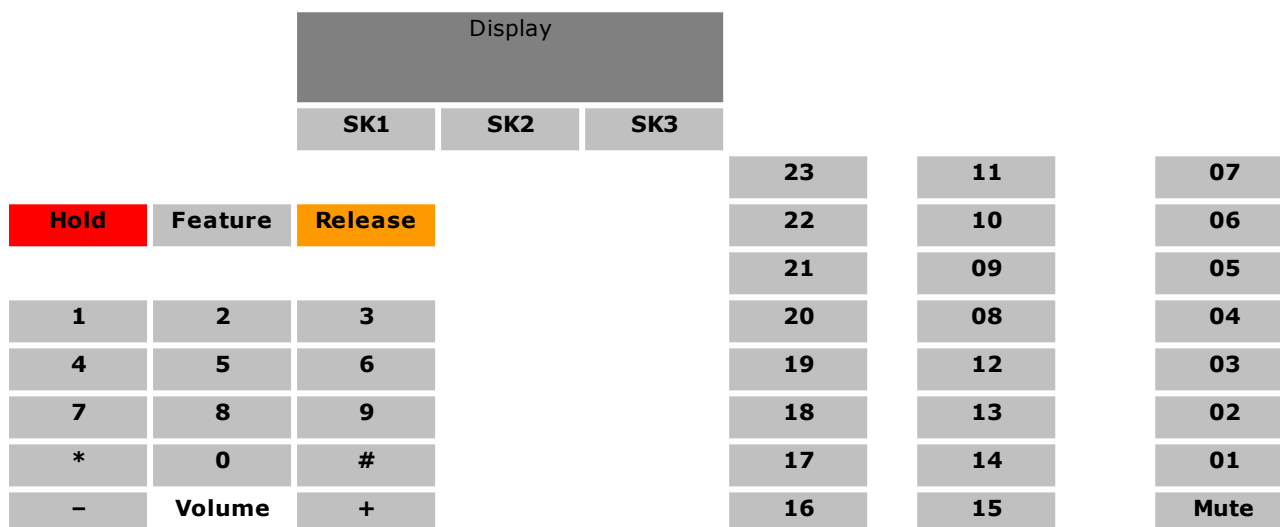 Display
SK1 SK2 SK3
23 11 07
Hold Feature Release 22 10 06
21 09 05
1 2 3 20 08 04
4 5 6 19 12 03
7 8 9 18 13 02
* 0 # 17 14 01
– Volume + 16 15 Mute